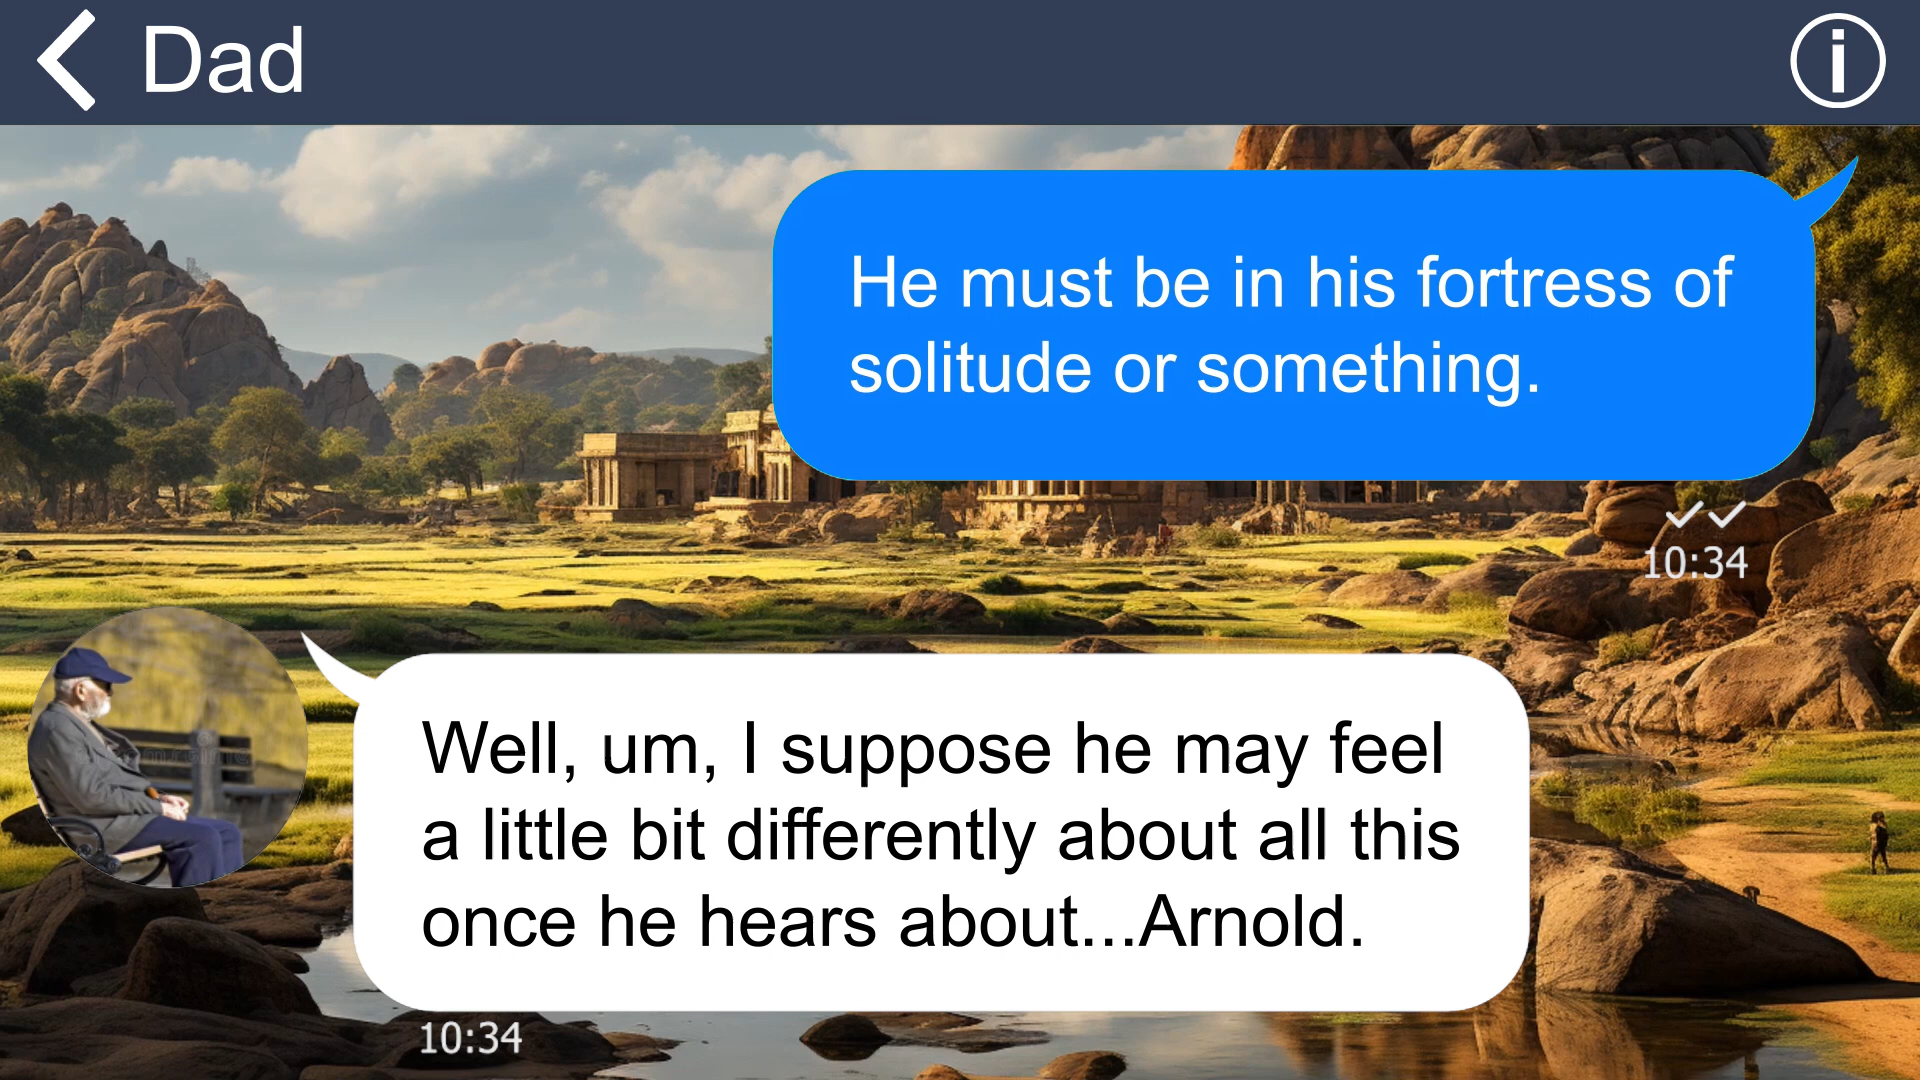 Dad
He must be in his fortress of
solitude or something.
10:34
Well, um, I suppose he may feel
a little bit differently about all this
once he hears about...Arnold.
10:34